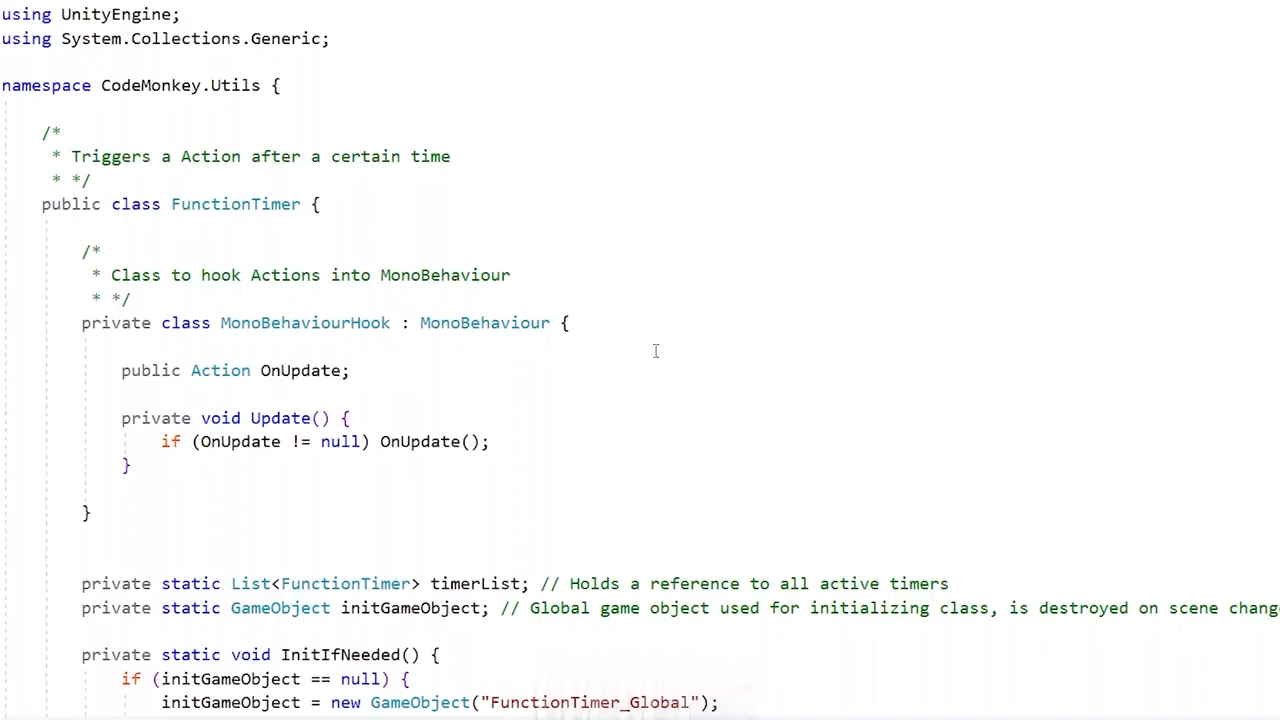 using UnityEngine;
using System.Collections.Generic;
namespace CodeMonkey.Utils {
/*
* Triggers a Action after a certain time
* */
public class FunctionTimer {
/*
* Class to hook Actions into MonoBehaviour
* */
private class MonoBehaviourHook : MonoBehaviour {
public Action OnUpdate;
private void Update() {
if (OnUpdate != null) OnUpdate();
}
}
private static List<FunctionTimer> timerList; // Holds a reference to all active timers
private static GameObject initGameObject; // Global game object used for initializing class, is destroyed on scene chang
private static void InitIfNeeded() {
if (initGameObject == null) {
initGameObject = new GameObject("FunctionTimer_Global");